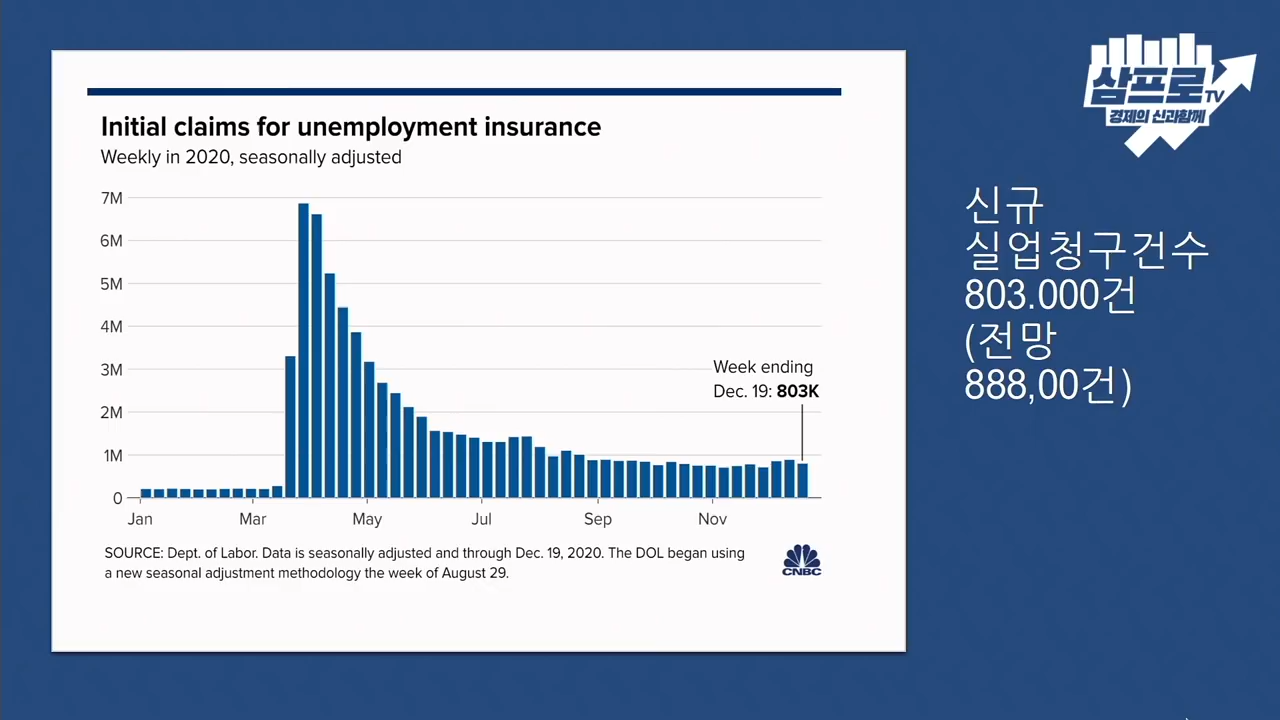 Initial claims for unemployment insurance
Weekly in 2020, seasonally adjusted
7M
6M
5M
4M
3M
2M
1M
0
Week ending
Dec. 19: 803K
Jan
Mar
May
Jul
Sep
Nov
SOURCE: Dept. of Labor. Data is seasonally adjusted and through Dec. 19, 2020. The DOL began using
a new seasonal adjustment methodology the week of August 29.
CNBC
삼프로TV
경제의 신과함께
신규
실업청구건수
803.000건
(전망
888,00건)